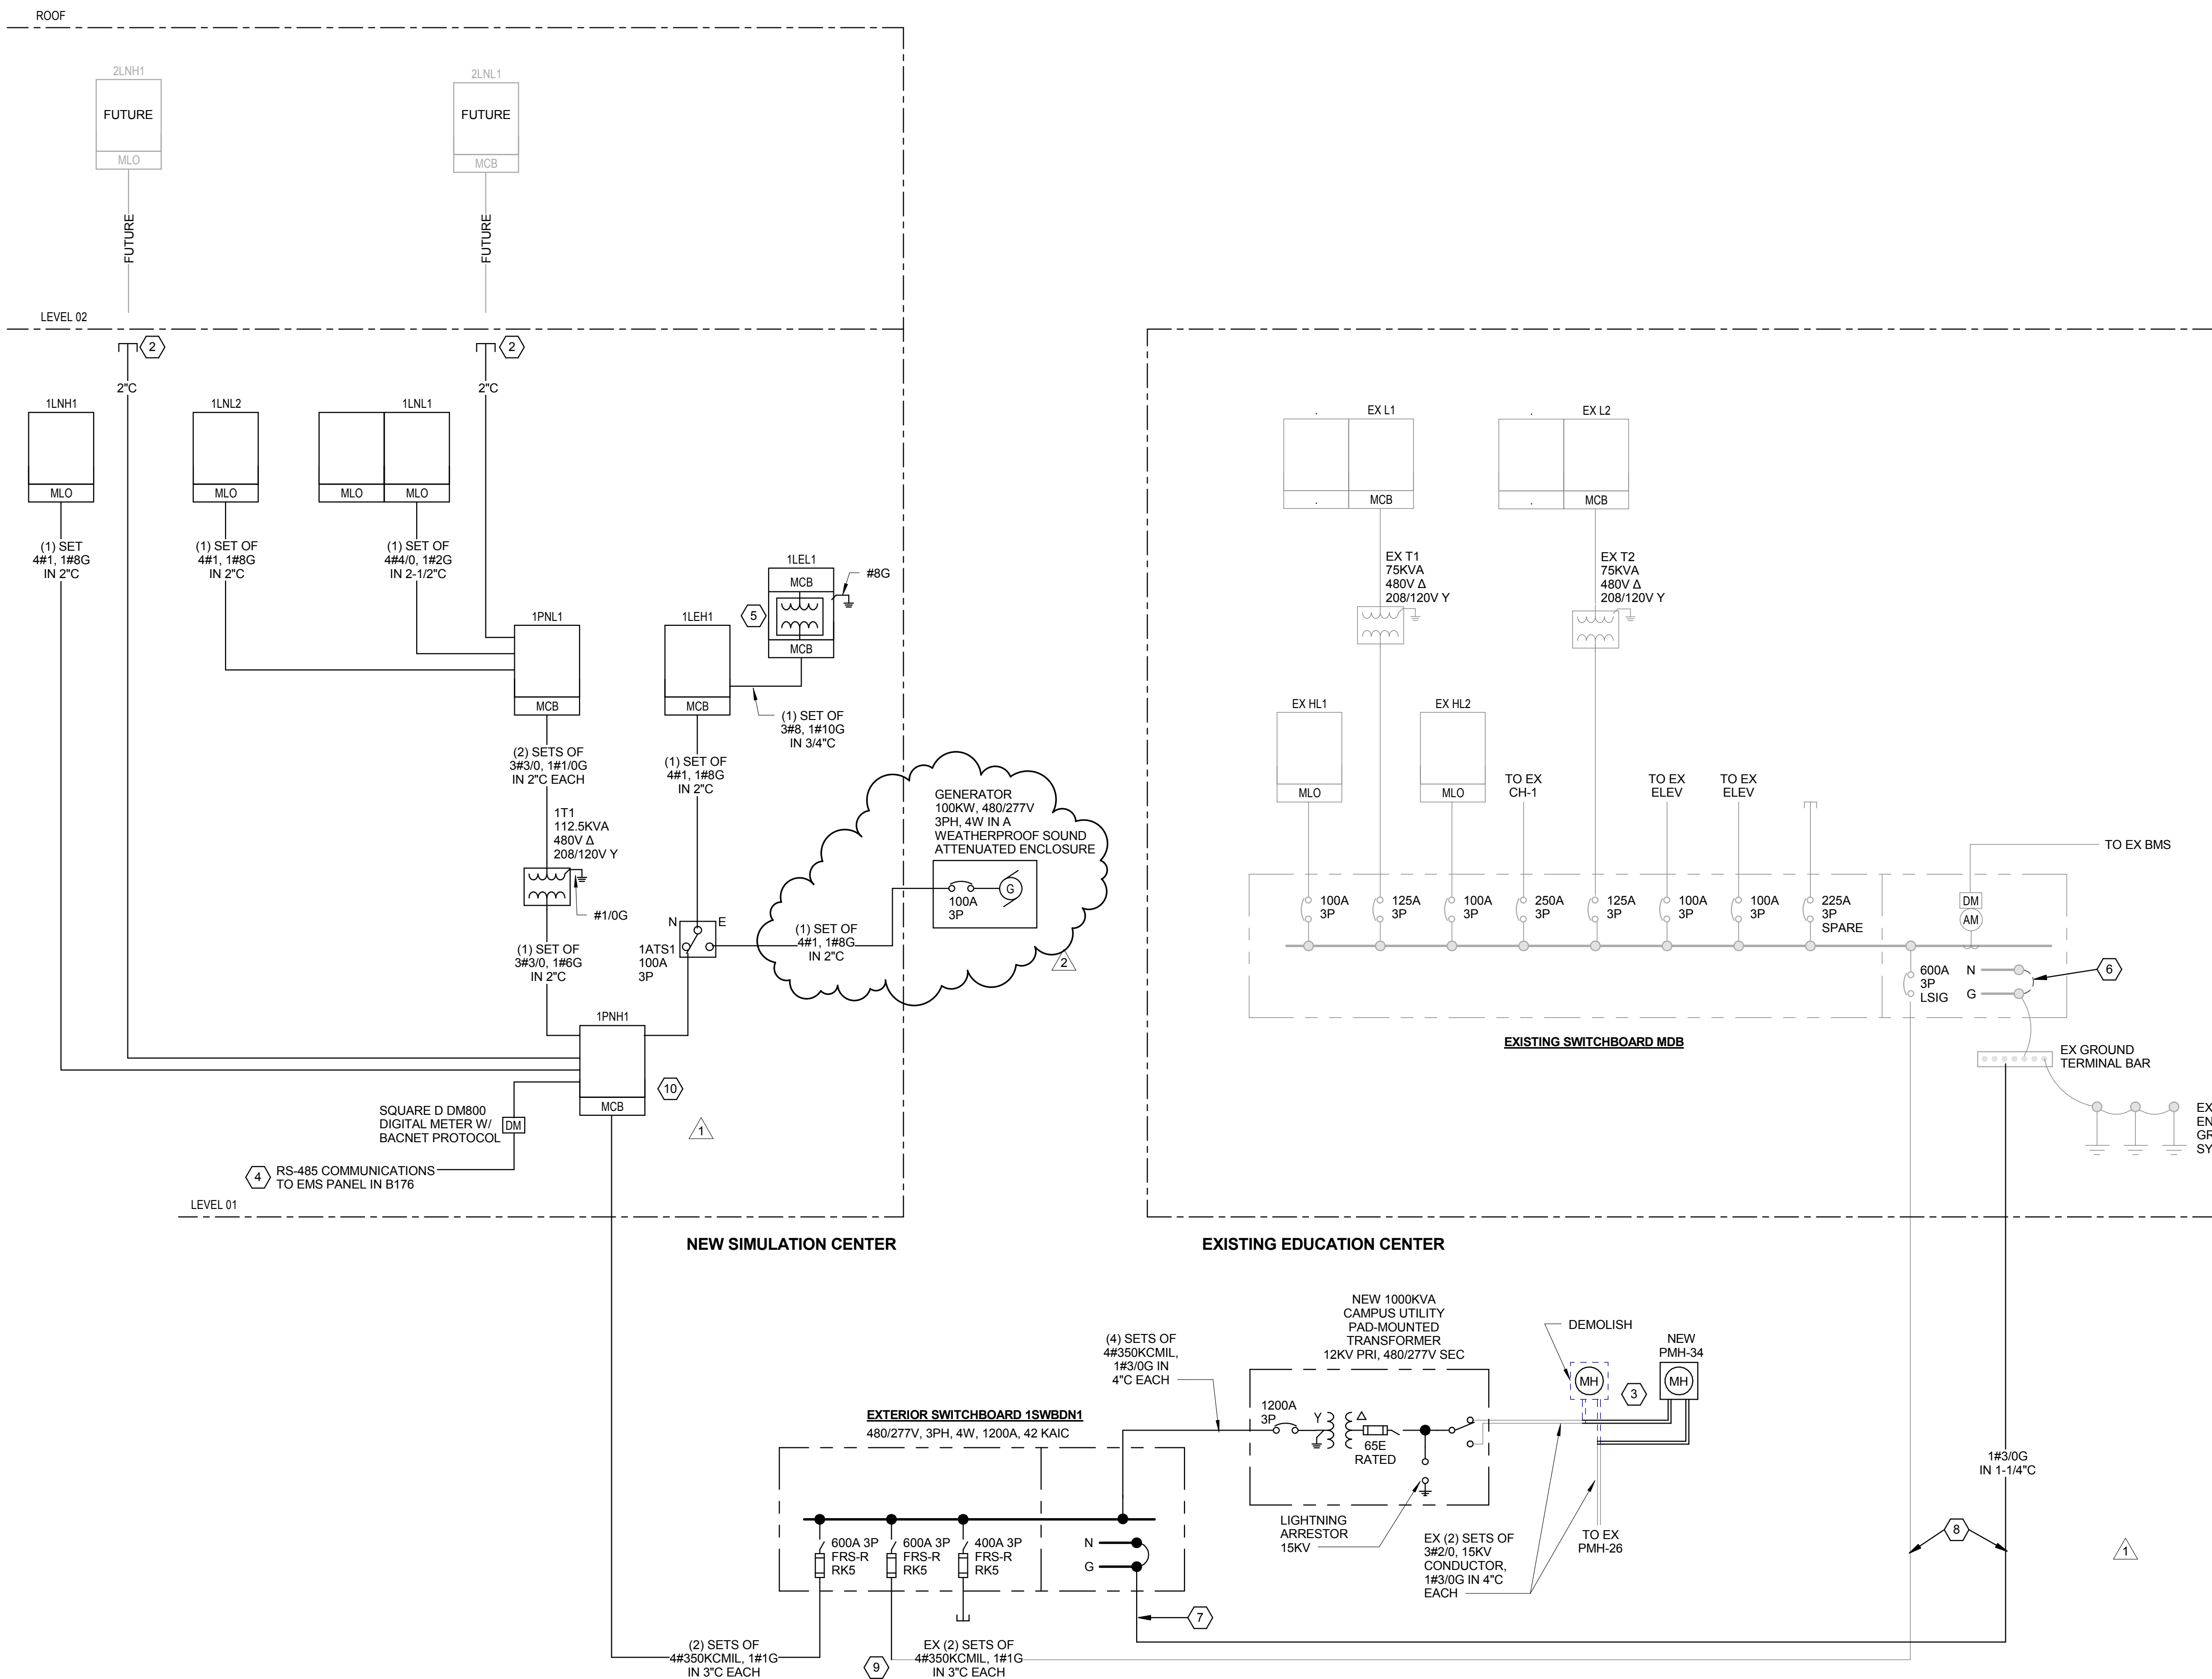 ROOF
2LNH1
FUTURE
MLO
FUTURE
2LNL1
FUTURE
MCB
FUTURE
LEVEL 02
2
2"C
2
2"C
1LNH1
MLO
(1) SET
4#1, 1#8G
IN 2"C
1LNL2
MLO
(1) SET OF
4#1, 1#8G
IN 2"C
1LNL1
MLO
MLO
(1) SET OF
4#4/0, 1#2G
IN 2-1/2"C
1PNL1
MCB
(2) SETS OF
3#3/0, 1#1/0G
IN 2"C EACH
1T1
112.5KVA
480V Δ
208/120V Y
#1/0G
(1) SET OF
3#3/0, 1#6G
IN 2"C
1LEH1
MCB
(1) SET OF
4#1, 1#8G
IN 2"C
5
1LEL1
MCB
MCB
#8G
(1) SET OF
3#8, 1#10G
IN 3/4"C
N
E
1ATS1
100A
3P
GENERATOR
100KW, 480/277V
3PH, 4W IN A
WEATHERPROOF SOUND
ATTENUATED ENCLOSURE
100A
3P
G
(1) SET OF
4#1, 1#8G
IN 2"C
2
1PNH1
MCB
10
1
SQUARE D DM800
DIGITAL METER W/
BACNET PROTOCOL
DM
4
RS-485 COMMUNICATIONS
TO EMS PANEL IN B176
LEVEL 01
NEW SIMULATION CENTER
EX L1
.
.
MCB
EX T1
75KVA
480V Δ
208/120V Y
EX L2
.
.
MCB
EX T2
75KVA
480V Δ
208/120V Y
EX HL1
MLO
EX HL2
MLO
TO EX
CH-1
TO EX
ELEV
TO EX
ELEV
100A
3P
125A
3P
100A
3P
250A
3P
125A
3P
100A
3P
100A
3P
225A
3P
SPARE
TO EX BMS
DM
AM
600A
3P
LSIG
N
G
6
EXISTING SWITCHBOARD MDB
EX GROUND
TERMINAL BAR
EX
EN
GR
SY
EXISTING EDUCATION CENTER
NEW 1000KVA
CAMPUS UTILITY
PAD-MOUNTED
TRANSFORMER
12KV PRI, 480/277V SEC
1200A
3P
Y
Δ
65E
RATED
LIGHTNING
ARRESTOR
15KV
DEMOLISH
MH
3
NEW
PMH-34
MH
EX (2) SETS OF
3#2/0, 15KV
CONDUCTOR,
1#3/0G IN 4"C
EACH
TO EX
PMH-26
(4) SETS OF
4#350KCMIL,
1#3/0G IN
4"C EACH
EXTERIOR SWITCHBOARD 1SWBDN1
480/277V, 3PH, 4W, 1200A, 42 KAIC
600A 3P
FRS-R
RK5
600A 3P
FRS-R
RK5
400A 3P
FRS-R
RK5
N
G
7
(2) SETS OF
4#350KCMIL, 1#1G
IN 3"C EACH
9
EX (2) SETS OF
4#350KCMIL, 1#1G
IN 3"C EACH
1#3/0G
IN 1-1/4"C
8
1